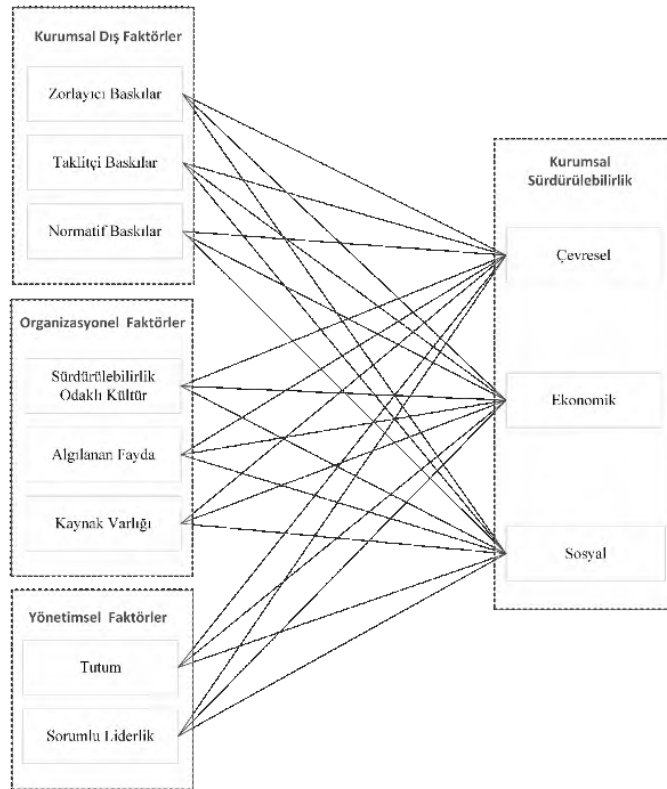 Kurumsal Dış Faktörler
Zorlayıcı Baskılar
Taklitçi Baskılar
Normatif Baskılar
Organizasyonel Faktörler
Sürdürülebilirlik
Odaklı Kültür
Algılanan Fayda
Kaynak Varlığı
Yönetimsel Faktörler
Tutum
Sorumlu Liderlik
Kurumsal
Sürdürülebilirlik
Çevresel
Ekonomik
Sosyal